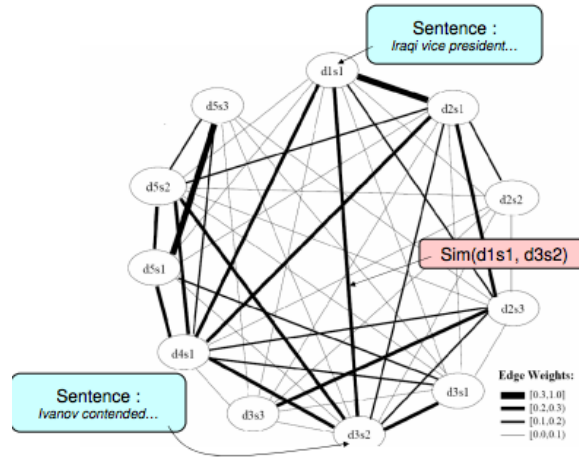 Sentence :
Iraqi vice president…
d1s1
d5s3
d2s1
d5s2
d2s2
Sim(d1s1, d3s2)
d5s1
d2s3
d4s1
Edge Weights:
[0.3,1.0]
[0.2,0.3)
[0.1,0.2)
[0.0,0.1)
d3s1
Sentence :
Ivanov contended…
d3s3
d3s2